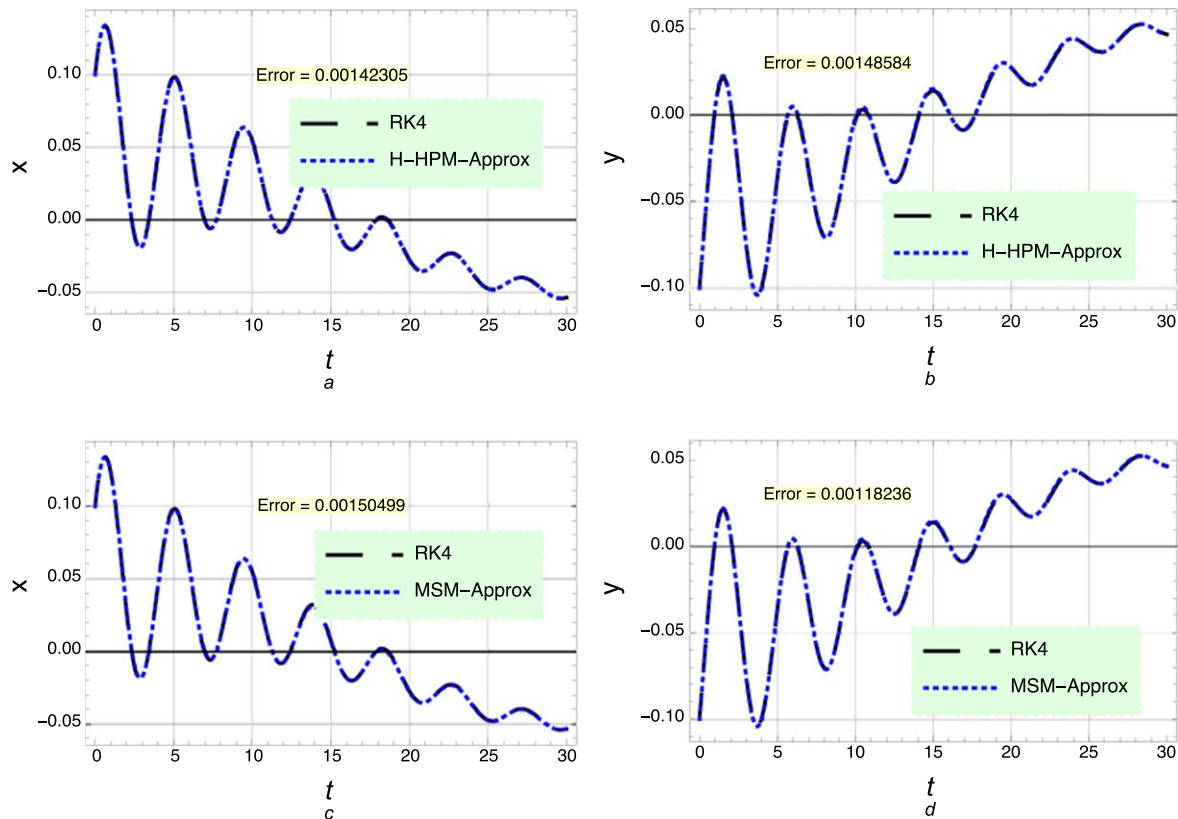 x
0.10
0.05
0.00
−0.05
Error = 0.00142305
RK4
H−HPM−Approx
0 5 10 15 20 25 30
t
a
y
0.05
0.00
−0.05
−0.10
Error = 0.00148584
RK4
H−HPM−Approx
0 5 10 15 20 25 30
t
b
x
0.10
0.05
0.00
−0.05
Error = 0.00150499
RK4
MSM−Approx
0 5 10 15 20 25 30
t
c
y
0.05
0.00
−0.05
−0.10
Error = 0.00118236
RK4
MSM−Approx
0 5 10 15 20 25 30
t
d